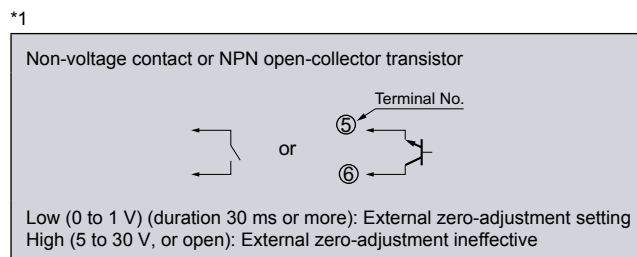 *1
Non-voltage contact or NPN open-collector transistor
Terminal No.
⑤
or
⑥
Low (0 to 1 V) (duration 30 ms or more): External zero-adjustment setting
High (5 to 30 V, or open): External zero-adjustment ineffective